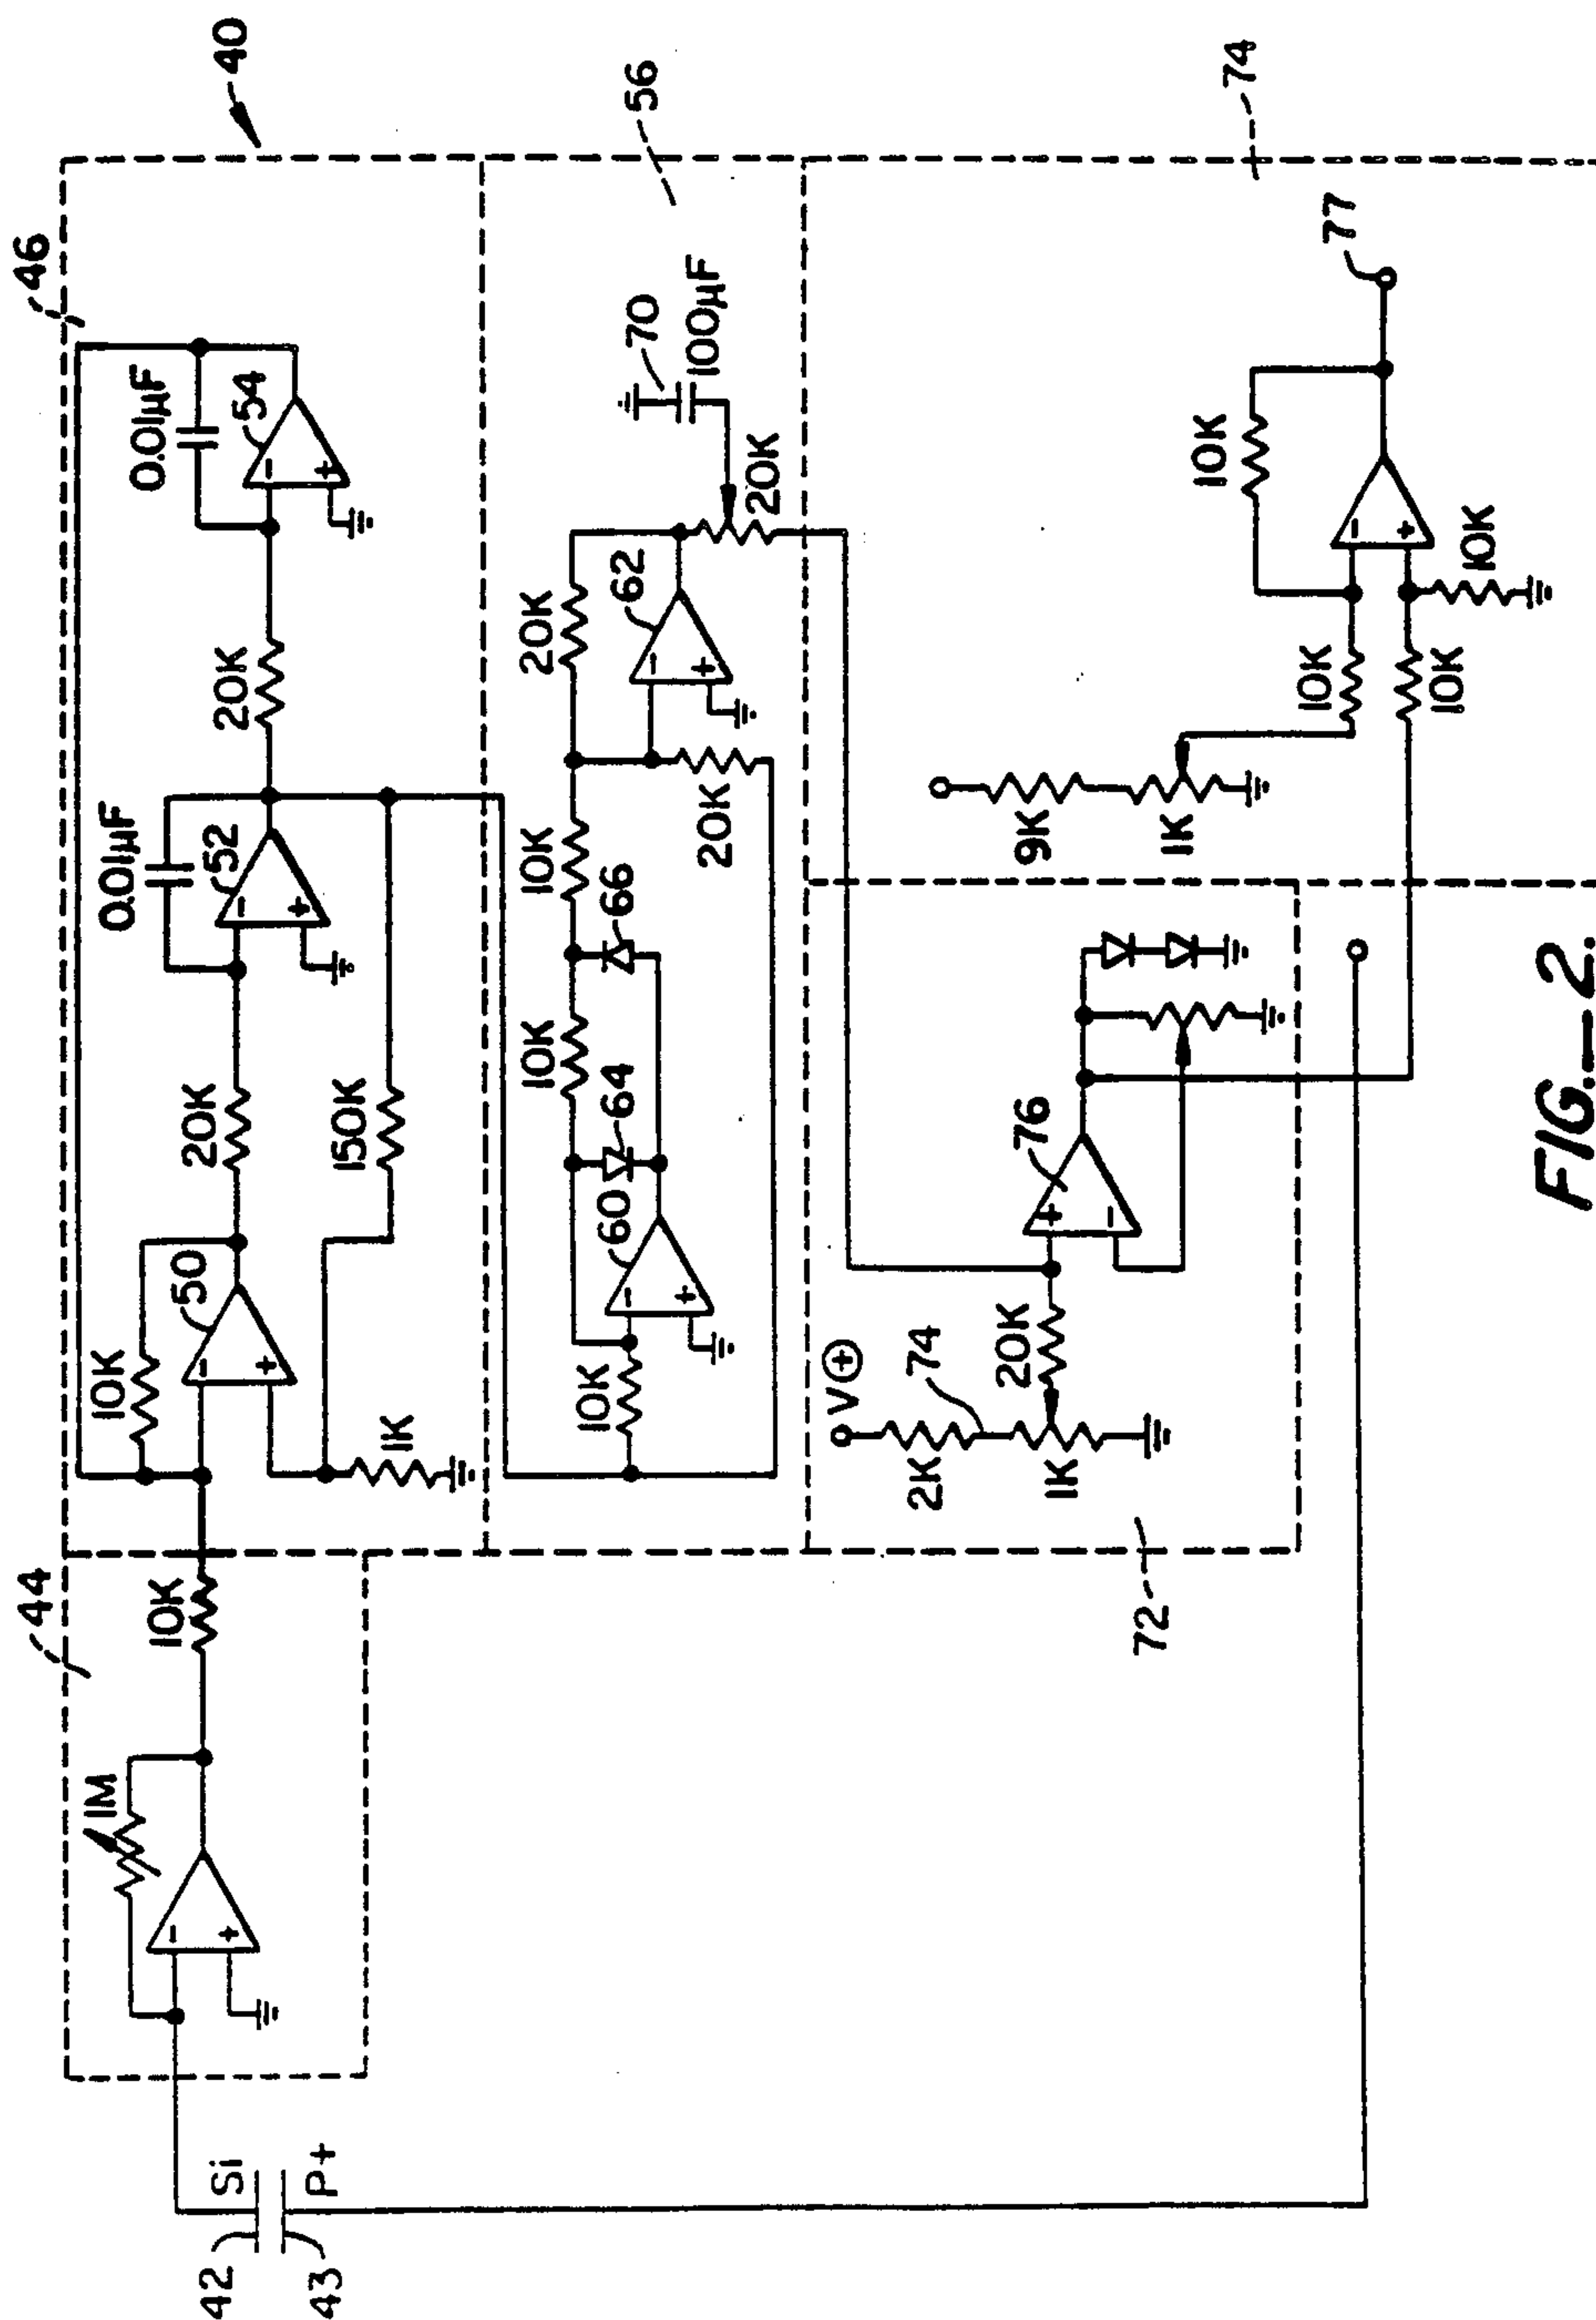 40
46
44
0.01µF
54
20K
0.01µF
52
20K
150K
10K
50
1K
10K
1M
-
+
-
+
-
+
-
+
Si
42
P+
43
56
70
100µF
20K
20K
62
20K
10K
66
10K
64
60
10K
-
+
-
+
74
77
10K
10K
10K
10K
-
+
9K
1K
76
+
-
V+
74
20K
2K
1K
72
FIG.—2.